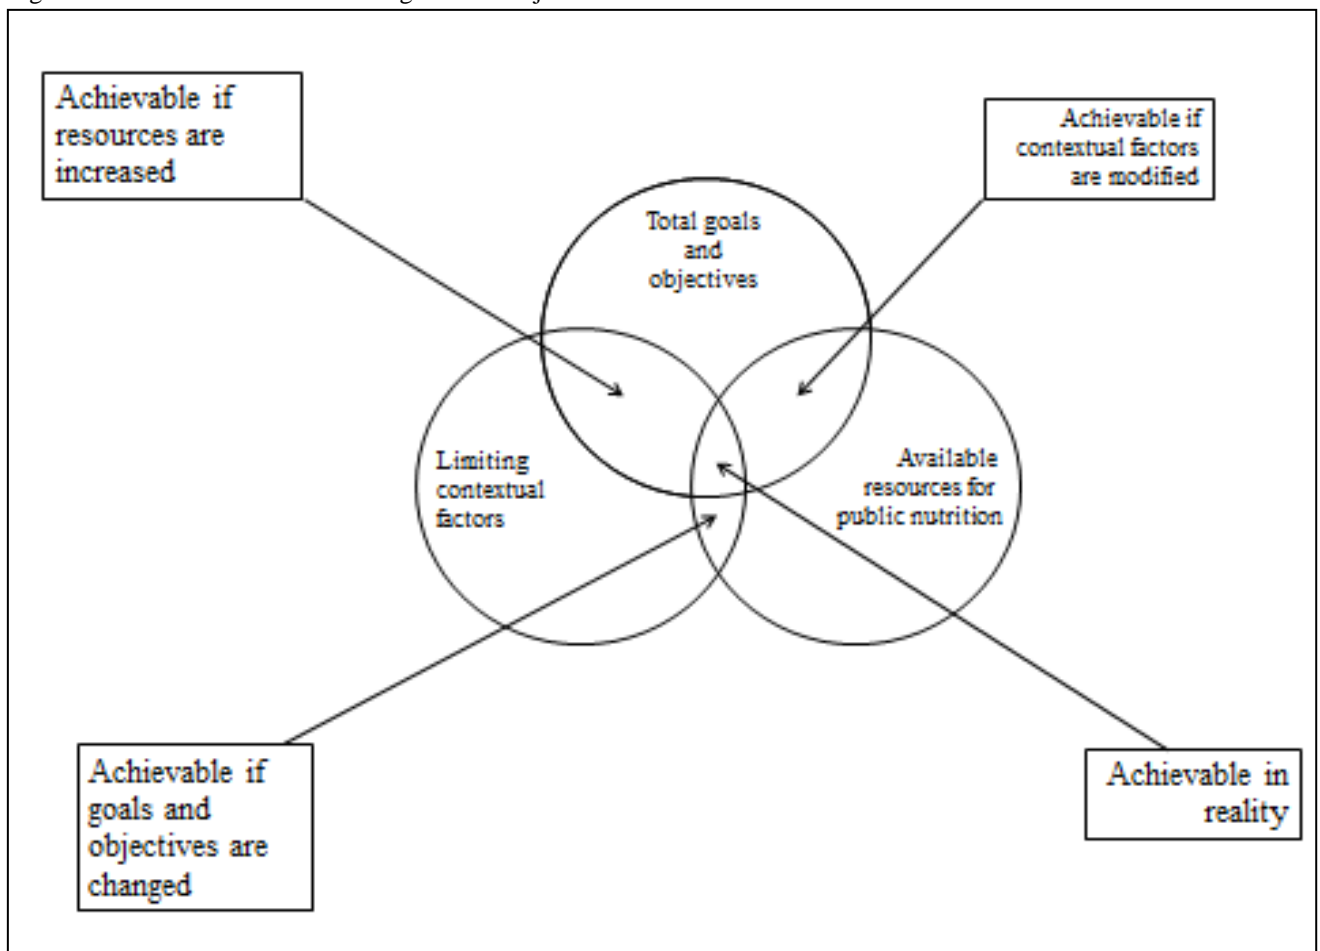 Achievable if
resources are
increased
Achievable if
contextual factors
are modified
Total goals
and
objectives
Limiting
contextual
factors
Available
resources for
public nutrition
Achievable if
goals and
objectives are
changed
Achievable in
reality